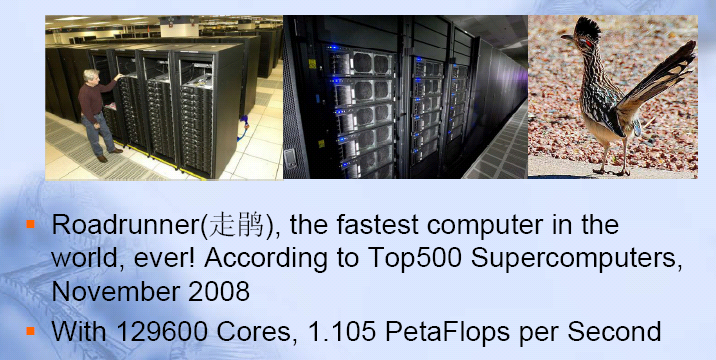 Roadrunner(走鹃), the fastest computer in the
world, ever! According to Top500 Supercomputers,
November 2008
With 129600 Cores, 1.105 PetaFlops per Second